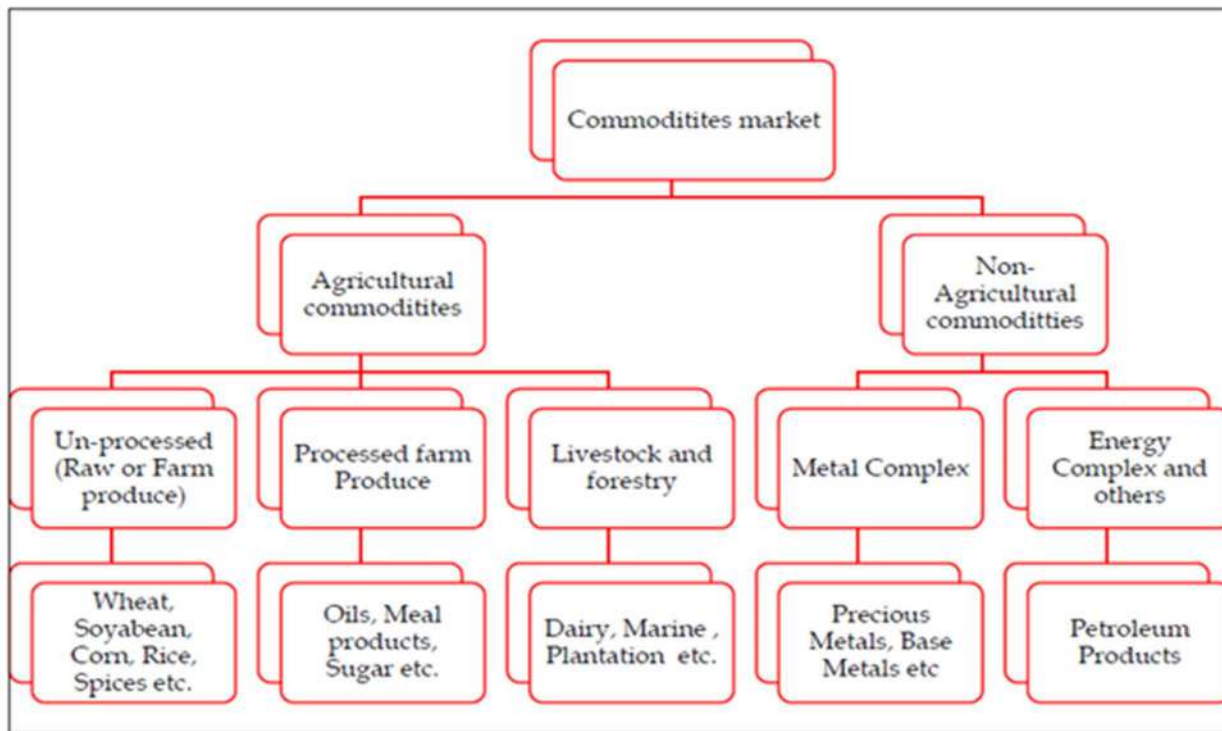 Commoditites market
Agricultural
commoditites
Non-
Agricultural
commoditties
Un-processed
(Raw or Farm
produce)
Processed farm
Produce
Livestock and
forestry
Metal Complex
Energy
Complex and
others
Wheat,
Soyabean,
Corn, Rice,
Spices etc.
Oils, Meal
products,
Sugar etc.
Dairy, Marine ,
Plantation etc.
Precious
Metals, Base
Metals etc
Petroleum
Products